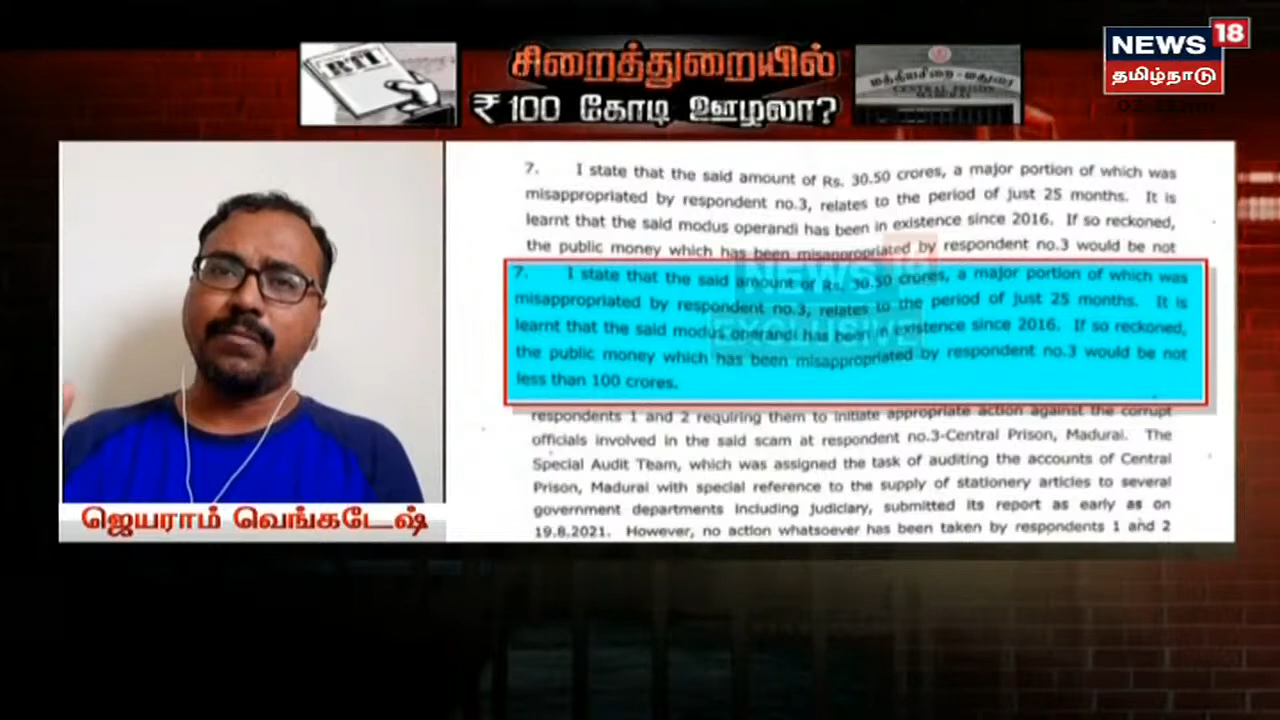 RTI
சிறைத்துறையில்
₹ 100 கோடி ஊழலா?
மத்தியசிறை - மதுரை
CENTRAL PRISON
MADURAI
NEWS 18
தமிழ்நாடு
7. I state that the said amount of Rs. 30.50 crores, a major portion of which was
misappropriated by respondent no.3, relates to the period of just 25 months. It is
learnt that the said modus operandi has been in existence since 2016. If so reckoned,
the public money which has been misappropriated by respondent no.3 would be not
7. I state that the said amount of Rs. 30.50 crores, a major portion of which was
misappropriated by respondent no.3, relates to the period of just 25 months. It is
learnt that the said modus operandi has been in existence since 2016. If so reckoned,
the public money which has been misappropriated by respondent no.3 would be not
less than 100 crores.
NEWS 18
EXCLUSIVE
respondents 1 and 2 requiring them to initiate appropriate action against the corrupt
officials involved in the said scam at respondent no.3-Central Prison, Madurai. The
Special Audit Team, which was assigned the task of auditing the accounts of Central
Prison, Madurai with special reference to the supply of stationery articles to several
government departments including judiciary, submitted its report as early as on
19.8.2021. However, no action whatsoever has been taken by respondents 1 and 2
ஜெயராம் வெங்கடேஷ்